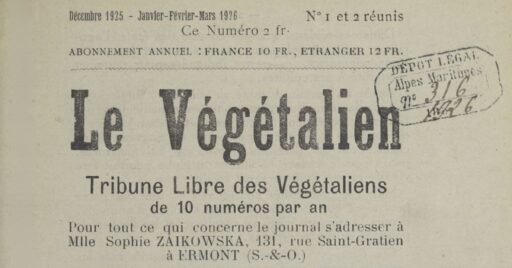 Décembre 1925 - Janvier-Février-Mars 1926 N° 1 et 2 réunis
Ce Numéro 2 fr.
ABONNEMENT ANNUEL : FRANCE 10 FR., ETRANGER 12 FR.
DÉPOT LÉGAL
Alpes Maritimes
N° 316
1926
Le Végétalien
Tribune Libre des Végétaliens
de 10 numéros par an
Pour tout ce qui concerne le journal s'adresser à
Mlle Sophie ZAIKOWSKA, 131, rue Saint-Gratien
à ERMONT (S.-&-O.)